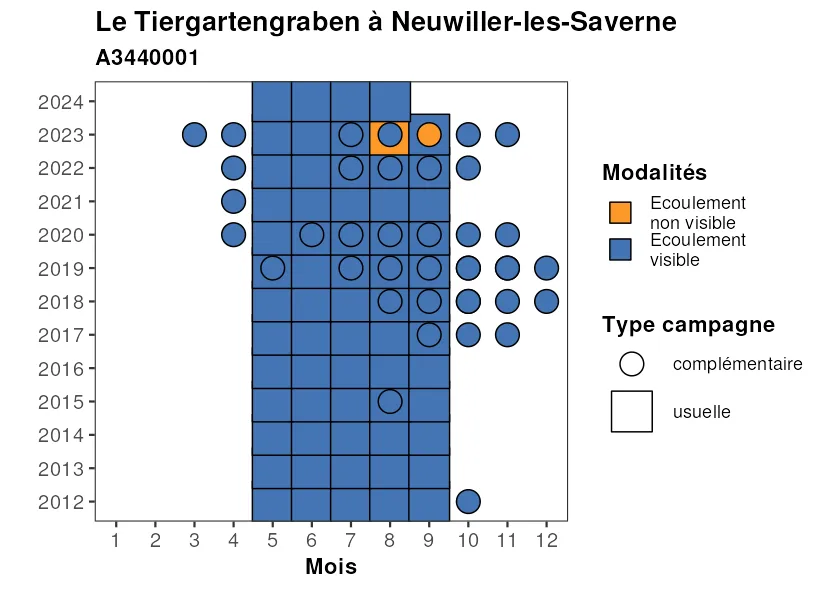 Le Tiergartengraben à Neuwiller-les-Saverne
A3440001
2024
2023
2022
2021
2020
2019
2018
2017
2016
2015
2014
2013
2012
1 2 3 4 5 6 7 8 9 10 11 12
Mois
Modalités
Ecoulement
non visible
Ecoulement
visible
Type campagne
complémentaire
usuelle